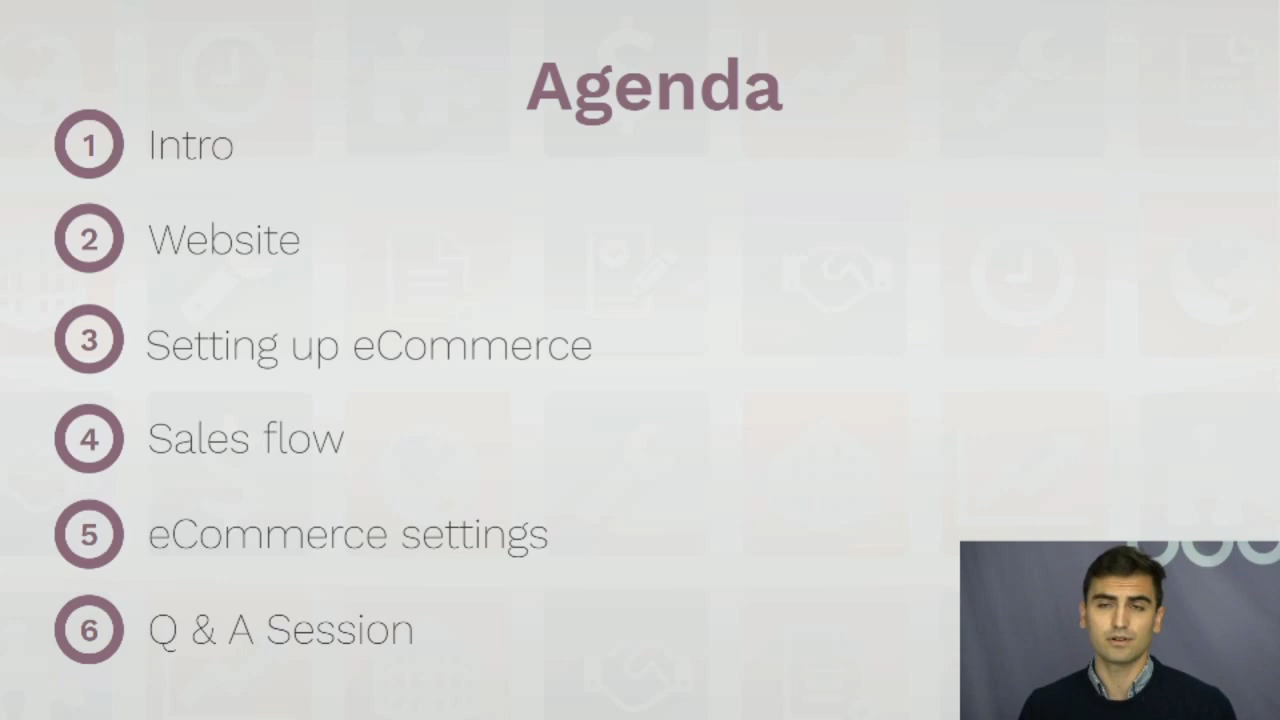 Agenda
1 Intro
2 Website
3 Setting up eCommerce
4 Sales flow
5 eCommerce settings
6 Q & A Session